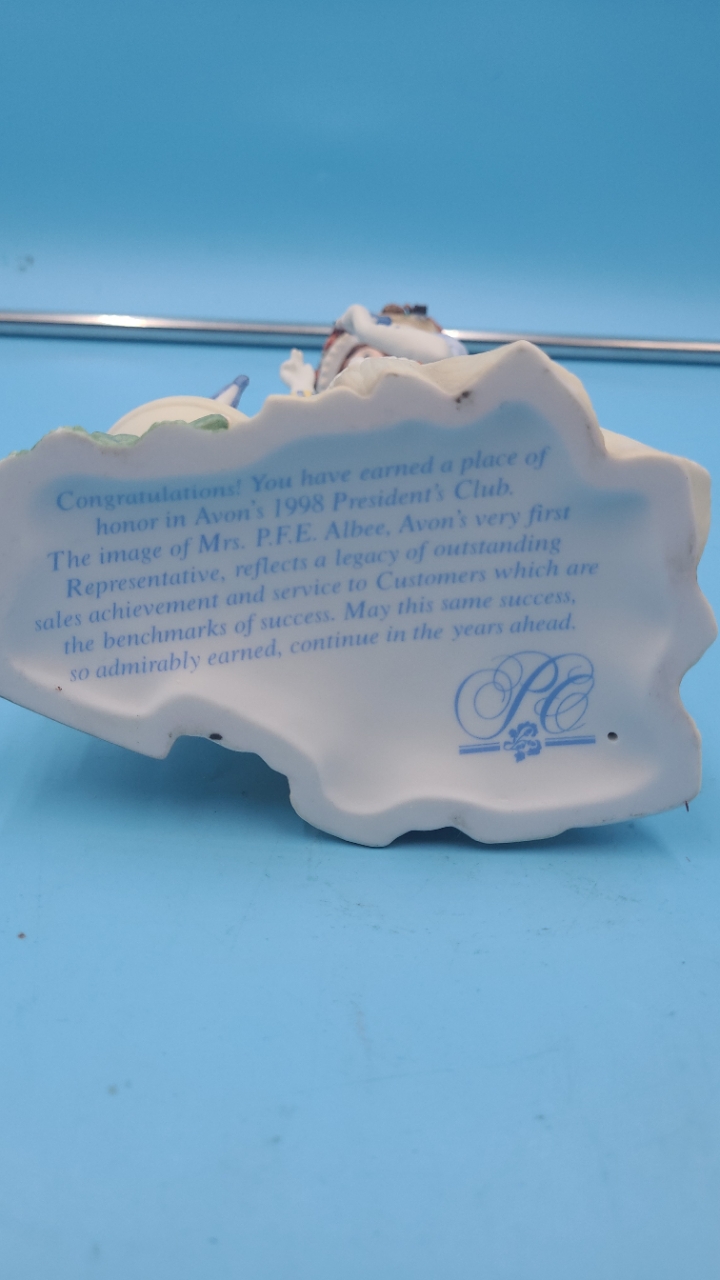 Congratulations! You have earned a place of
honor in Avon's 1998 President's Club.
The image of Mrs. P.F.E. Albee, Avon's very first
Representative, reflects a legacy of outstanding
sales achievement and service to Customers which are
the benchmarks of success. May this same success,
so admirably earned, continue in the years ahead.